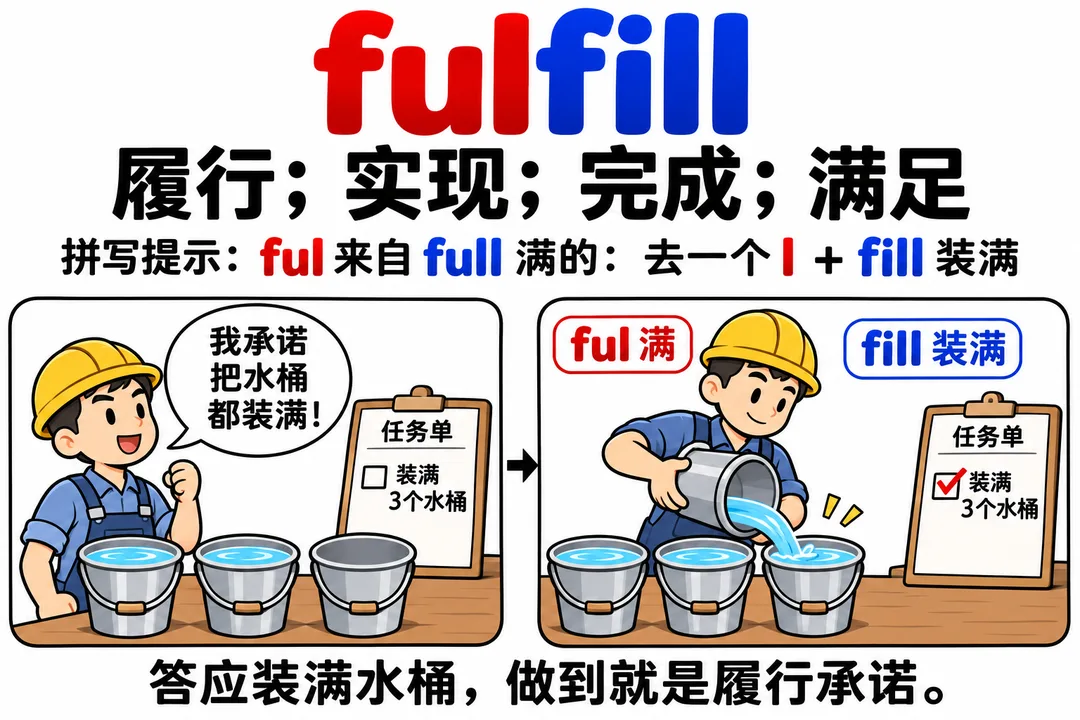 fulfill
履行；实现；完成；满足
拼写提示：ful 来自 full 满的：去一个 l + fill 装满
我承诺
把水桶
都装满！
任务单
装满
3个水桶
ful 满
fill 装满
任务单
装满
3个水桶
答应装满水桶，做到就是履行承诺。